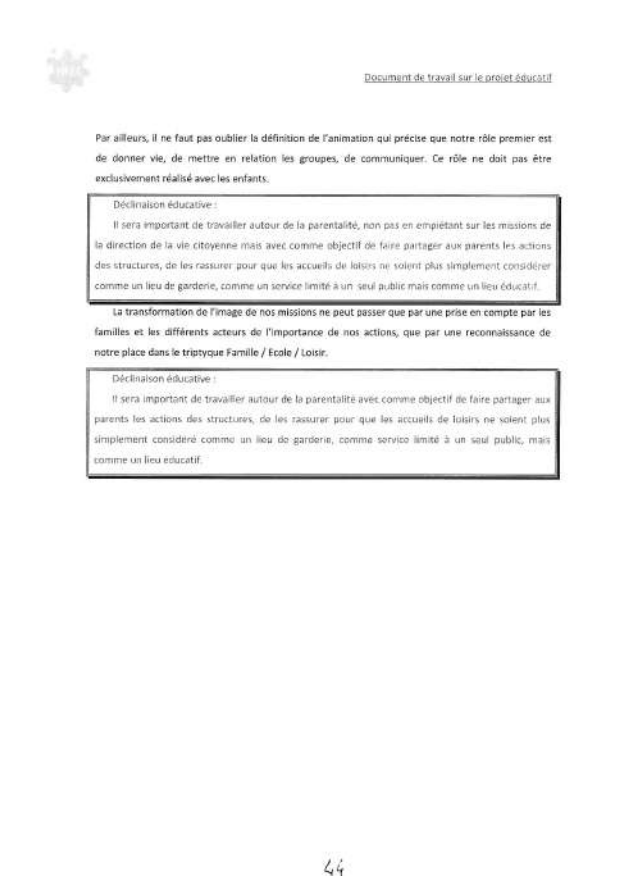 Document de travail sur le projet éducatif
Par ailleurs, il ne faut pas oublier la définition de l'animation qui précise que notre rôle premier est
de donner vie, de mettre en relation les groupes, de communiquer. Ce rôle ne doit pas être
exclusivement réalisé avec les enfants.
Déclinaison éducative :
Il sera important de travailler autour de la parentalité, non pas en empiétant sur les missions de
la direction de la vie citoyenne mais avec comme objectif de faire partager aux parents les actions
des structures, de les rassurer pour que les accueils de loisirs ne soient plus simplement considérer
comme un lieu de garderie, comme un service limité à un seul public mais comme un lieu éducatif.
La transformation de l'image de nos missions ne peut passer que par une prise en compte par les
familles et les différents acteurs de l'importance de nos actions, que par une reconnaissance de
notre place dans le triptyque Famille / Ecole / Loisir.
Déclinaison éducative :
Il sera important de travailler autour de la parentalité avec comme objectif de faire partager aux
parents les actions des structures, de les rassurer pour que les accueils de loisirs ne soient plus
simplement considéré comme un lieu de garderie, comme service limité à un seul public, mais
comme un lieu educatif.
44